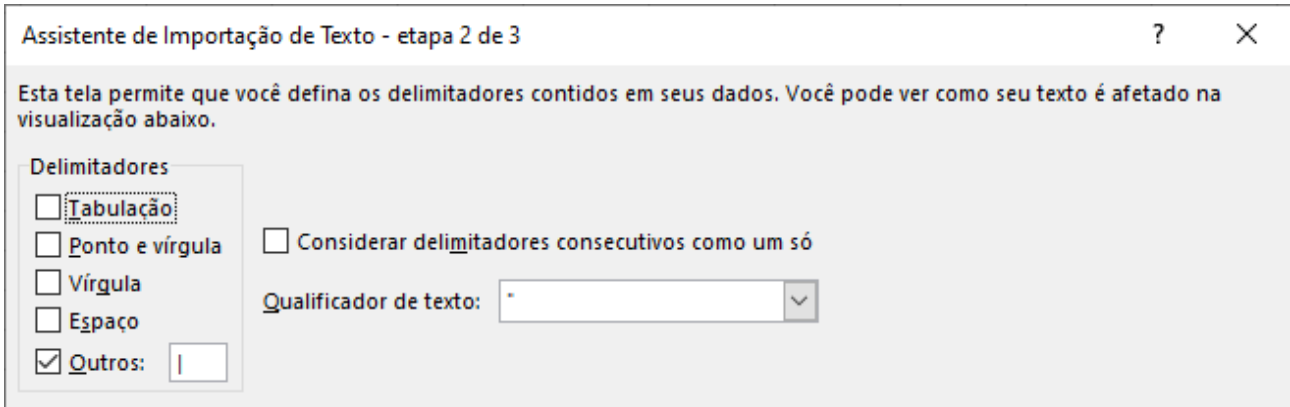 Assistente de Importação de Texto - etapa 2 de 3 ?
Esta tela permite que você defina os delimitadores contidos em seus dados. Você pode ver como seu texto é afetado na
visualização abaixo.
Delimitadores
Tabulação
Ponto e vírgula
Considerar delimitadores consecutivos como um só
Vírgula
Qualificador de texto: "
Espaço
Outros: |